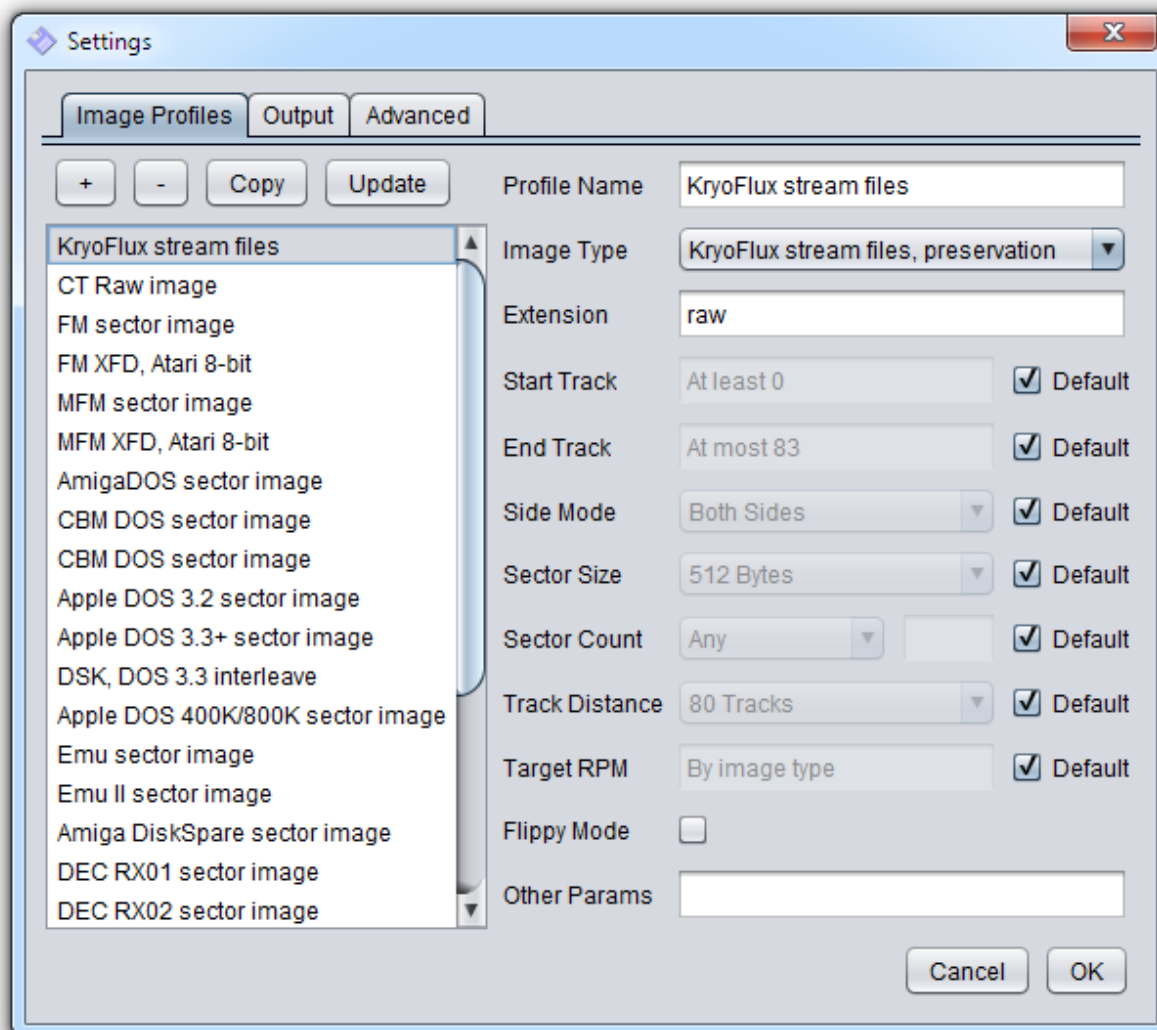 Settings
Image Profiles Output Advanced
+ - Copy Update
KryoFlux stream files
CT Raw image
FM sector image
FM XFD, Atari 8-bit
MFM sector image
MFM XFD, Atari 8-bit
AmigaDOS sector image
CBM DOS sector image
CBM DOS sector image
Apple DOS 3.2 sector image
Apple DOS 3.3+ sector image
DSK, DOS 3.3 interleave
Apple DOS 400K/800K sector image
Emu sector image
Emu II sector image
Amiga DiskSpare sector image
DEC RX01 sector image
DEC RX02 sector image
Profile Name KryoFlux stream files
Image Type KryoFlux stream files, preservation
Extension raw
Start Track At least 0 Default
End Track At most 83 Default
Side Mode Both Sides Default
Sector Size 512 Bytes Default
Sector Count Any Default
Track Distance 80 Tracks Default
Target RPM By image type Default
Flippy Mode
Other Params
Cancel OK